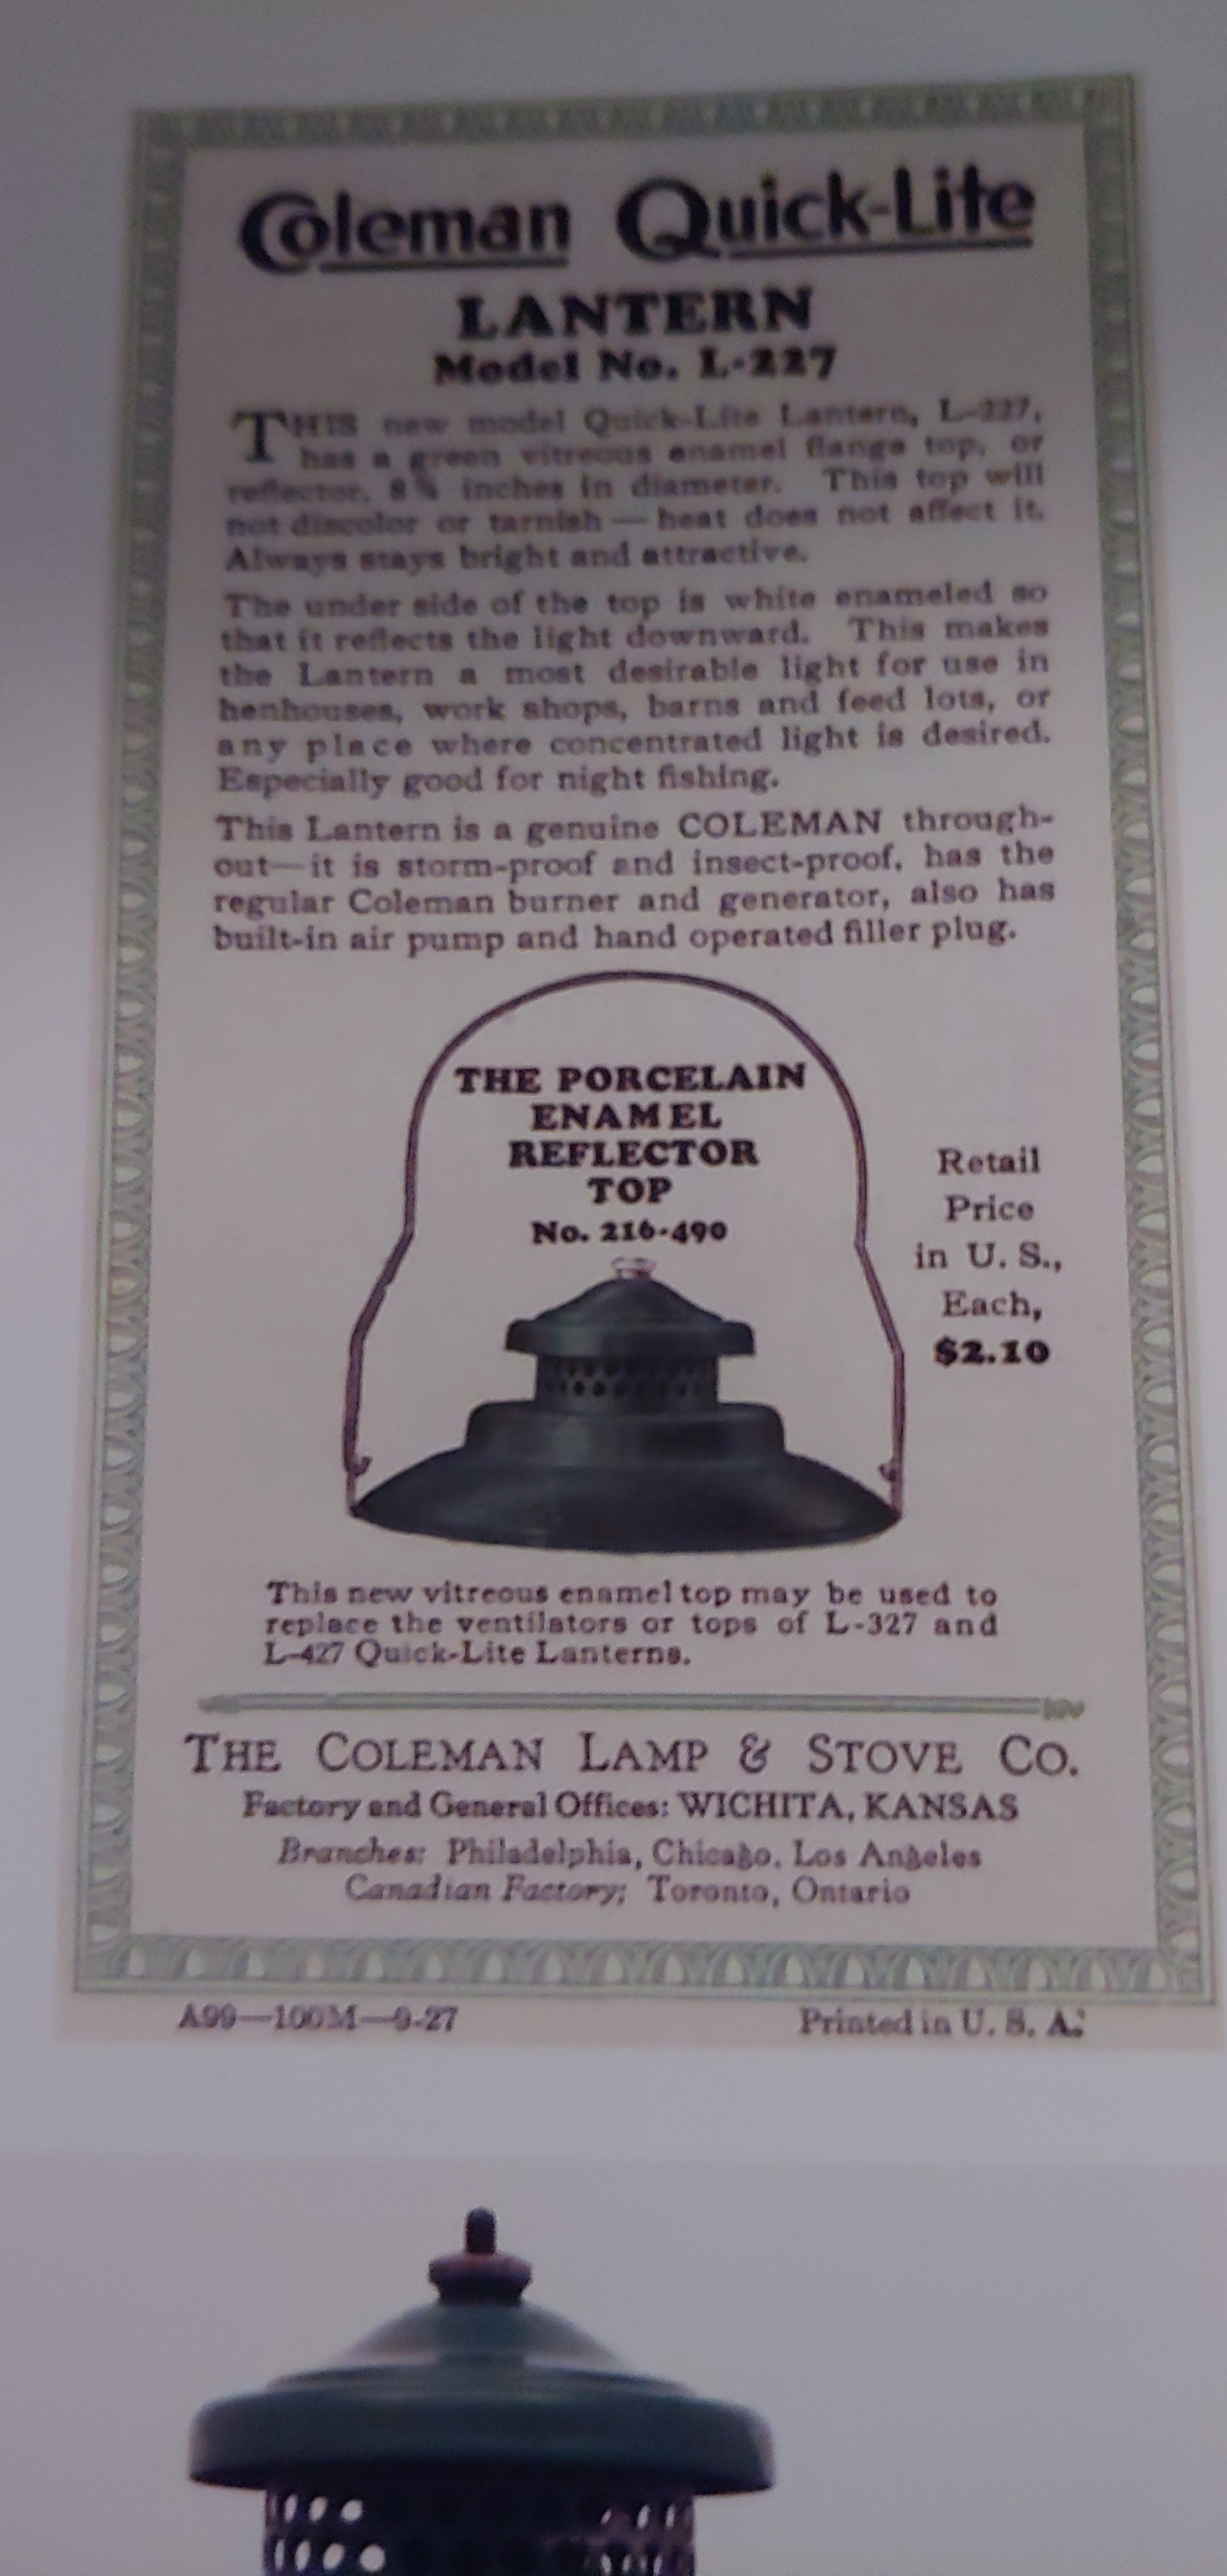 Coleman Quick-Lite
LANTERN
Model No. L-227
THIS new model Quick-Lite Lantern, L-227,
has a green vitreous enamel flange top, or
reflector, 8 inches in diameter. This top will
not discolor or tarnish — heat does not affect it.
Always stays bright and attractive.
The under side of the top is white enameled so
that it reflects the light downward. This makes
the Lantern a most desirable light for use in
henhouses, work shops, barns and feed lots, or
any place where concentrated light is desired.
Especially good for night fishing.
This Lantern is a genuine COLEMAN through-
out—it is storm-proof and insect-proof, has the
regular Coleman burner and generator, also has
built-in air pump and hand operated filler plug.
THE PORCELAIN
ENAMEL
REFLECTOR
TOP
No. 216-490
Retail
Price
in U. S.,
Each,
$2.10
This new vitreous enamel top may be used to
replace the ventilators or tops of L-327 and
L-427 Quick-Lite Lanterns.
THE COLEMAN LAMP & STOVE CO.
Factory and General Offices: WICHITA, KANSAS
Branches: Philadelphia, Chicago, Los Angeles
Canadian Factory: Toronto, Ontario
A99—100M—9-27
Printed in U. S. A.